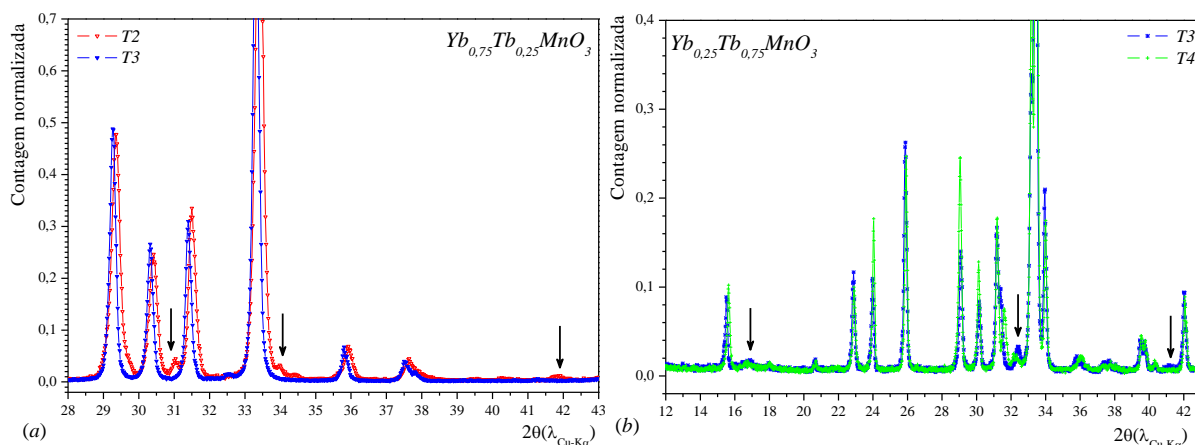 0,7
0,6
0,5
0,4
0,3
0,2
0,1
0,0
Contagem normalizada
T2
T3
Yb0,75Tb0,25MnO3
28 29 30 31 32 33 34 35 36 37 38 39 40 41 42 43
(a)
2θ(λCu-Kα)
0,4
0,3
0,2
0,1
0,0
Contagem normalizada
Yb0,25Tb0,75MnO3
T3
T4
12 14 16 18 20 22 24 26 28 30 32 34 36 38 40 42
(b)
2θ(λCu-Kα)